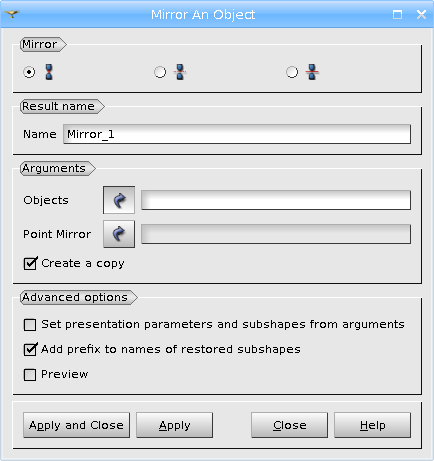 Mirror An Object
Mirror
Result name
Name Mirror_1
Arguments
Objects
Point Mirror
Create a copy
Advanced options
Set presentation parameters and subshapes from arguments
Add prefix to names of restored subshapes
Preview
Apply and Close Apply Close Help